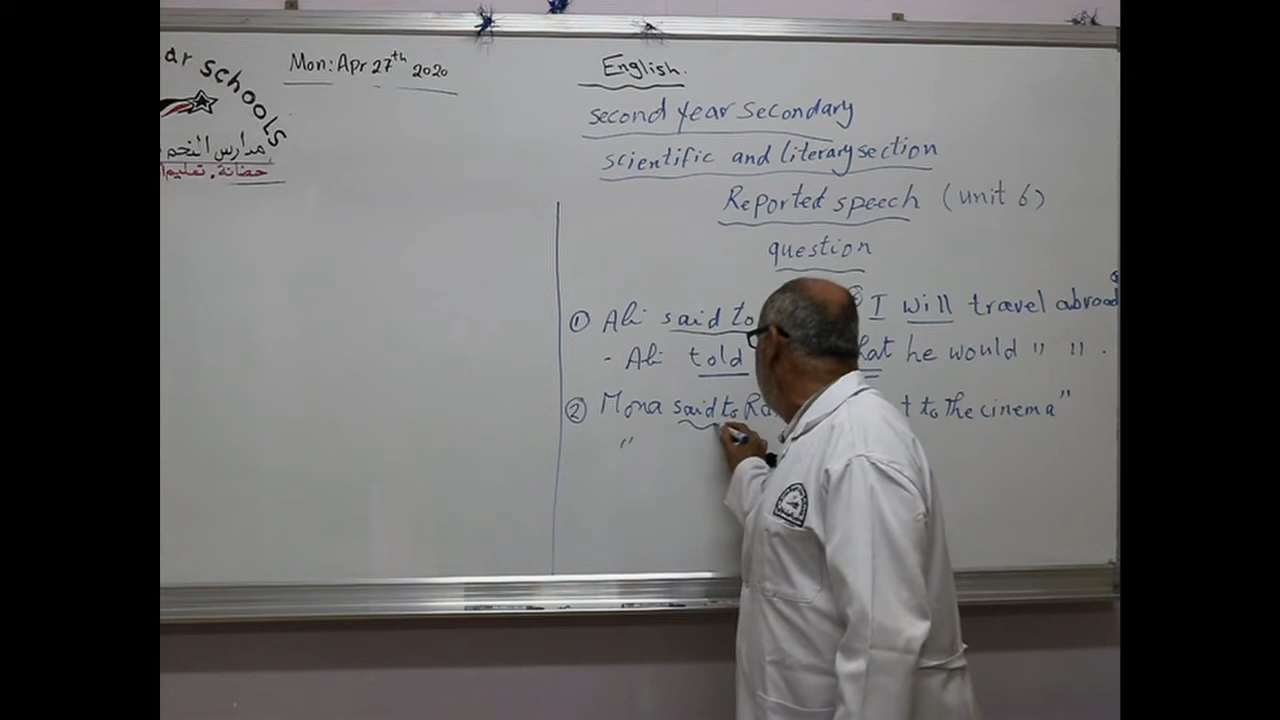 ar schools
مدارس النجم
حضانة. تعليم
Mon: Apr 27th 2020
English.
second year secondary
scientific and literary section
Reported speech (unit 6)
question
① Ali said to I will travel abroad
- Ali told he would " " .
② Mona said to to the cinema"
"